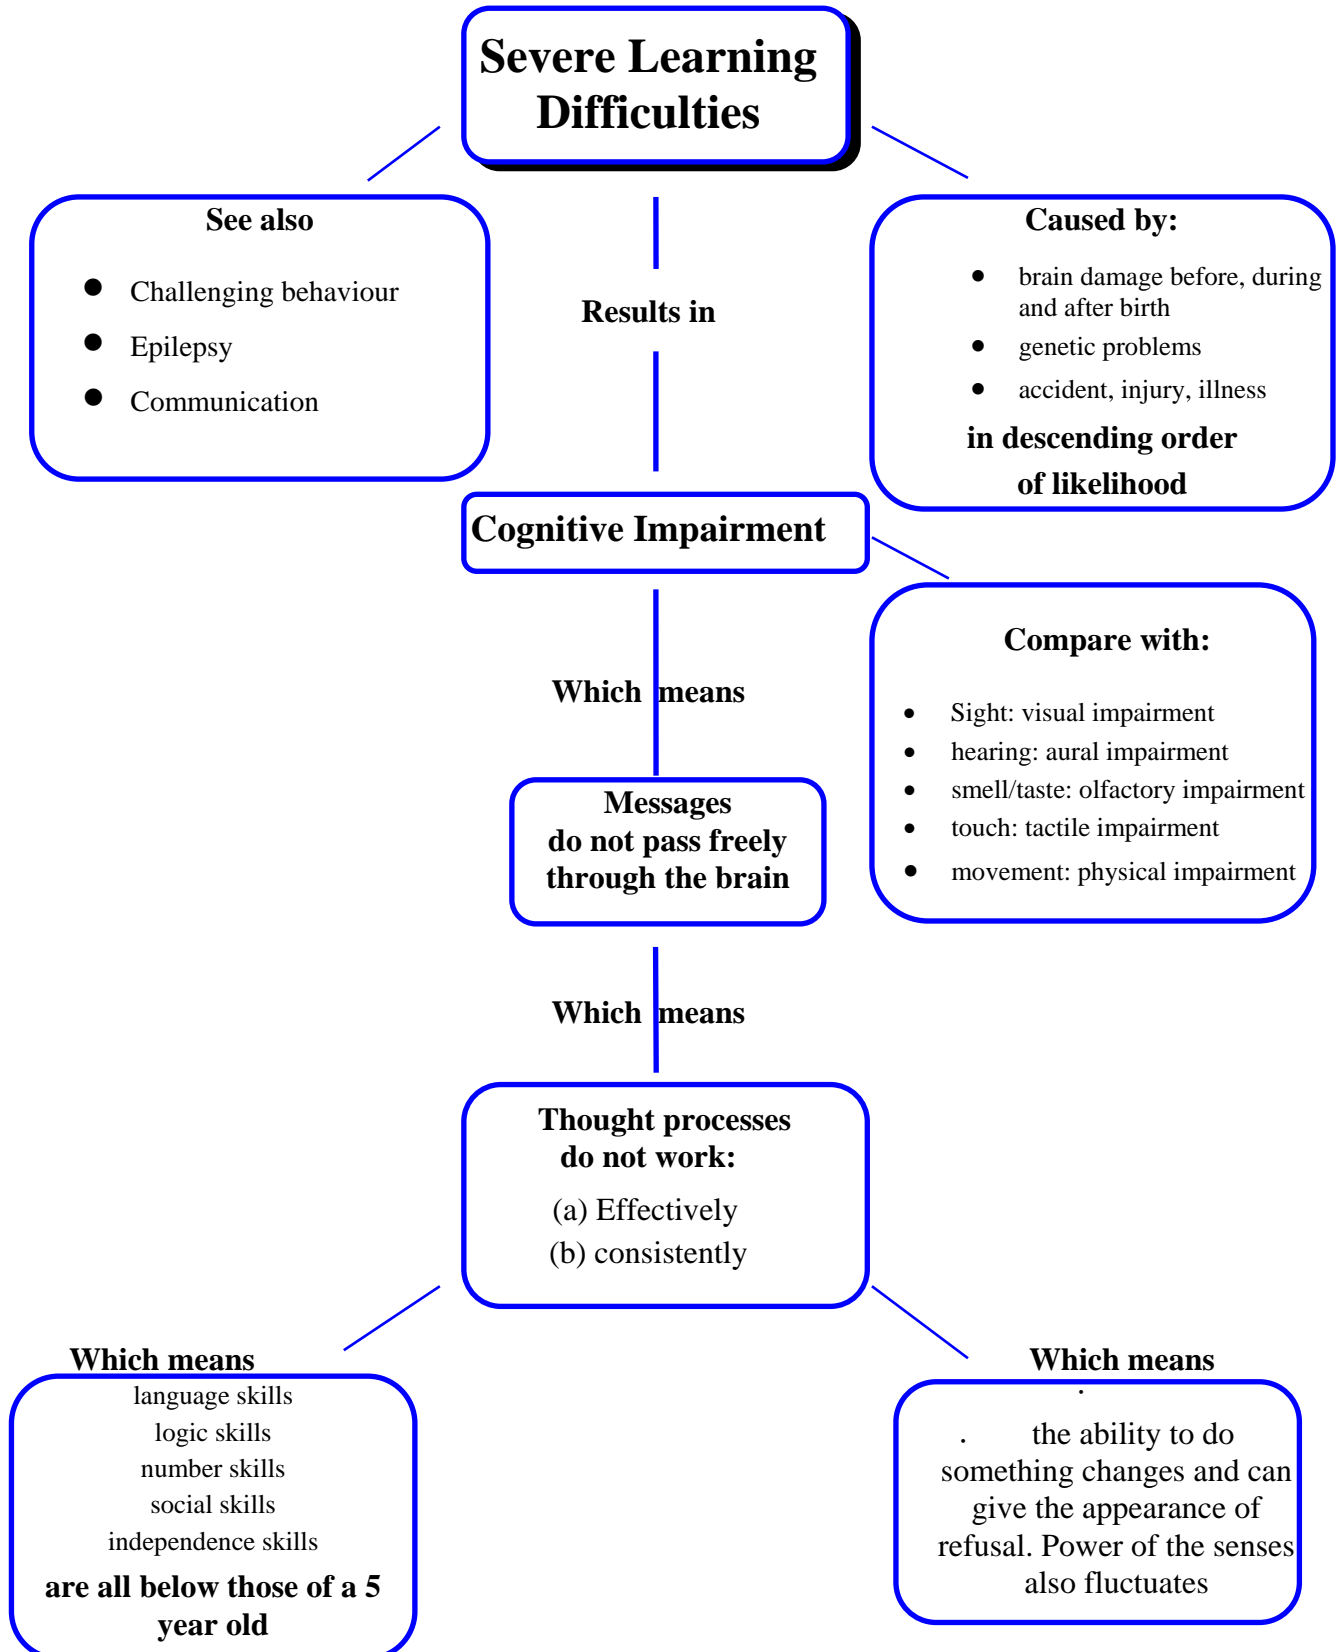 Severe Learning
Difficulties
See also
● Challenging behaviour
● Epilepsy
● Communication
Results in
Caused by:
• brain damage before, during
and after birth
• genetic problems
• accident, injury, illness
in descending order
of likelihood
Cognitive Impairment
Compare with:
• Sight: visual impairment
• hearing: aural impairment
• smell/taste: olfactory impairment
• touch: tactile impairment
• movement: physical impairment
Which means
Messages
do not pass freely
through the brain
Which means
Thought processes
do not work:
(a) Effectively
(b) consistently
Which means
language skills
logic skills
number skills
social skills
independence skills
are all below those of a 5
year old
Which means
.
. the ability to do
something changes and can
give the appearance of
refusal. Power of the senses
also fluctuates